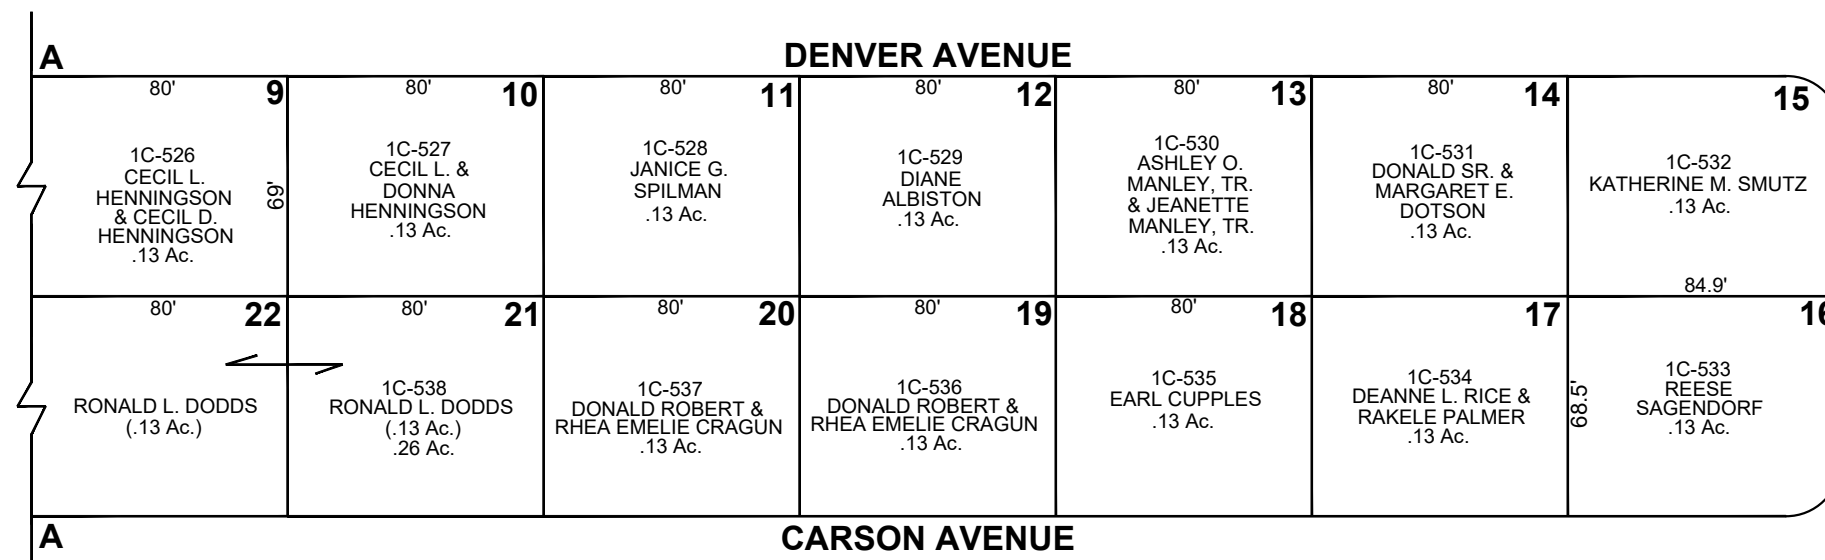 A
DENVER AVENUE
80'
9
1C-526
CECIL L.
HENNINGSON
& CECIL D.
HENNINGSON
.13 Ac.
69'
80'
10
1C-527
CECIL L. &
DONNA
HENNINGSON
.13 Ac.
80'
11
1C-528
JANICE G.
SPILMAN
.13 Ac.
80'
12
1C-529
DIANE
ALBISTON
.13 Ac.
80'
13
1C-530
ASHLEY O.
MANLEY, TR.
& JEANETTE
MANLEY, TR.
.13 Ac.
80'
14
1C-531
DONALD SR. &
MARGARET E.
DOTSON
.13 Ac.
15
1C-532
KATHERINE M. SMUTZ
.13 Ac.
84.9'
80'
22
RONALD L. DODDS
(.13 Ac.)
80'
21
1C-538
RONALD L. DODDS
(.13 Ac.)
.26 Ac.
80'
20
1C-537
DONALD ROBERT &
RHEA EMELIE CRAGUN
.13 Ac.
80'
19
1C-536
DONALD ROBERT &
RHEA EMELIE CRAGUN
.13 Ac.
80'
18
1C-535
EARL CUPPLES
.13 Ac.
17
1C-534
DEANNE L. RICE &
RAKELE PALMER
.13 Ac.
68.5'
16
1C-533
REESE
SAGENDORF
.13 Ac.
A
CARSON AVENUE